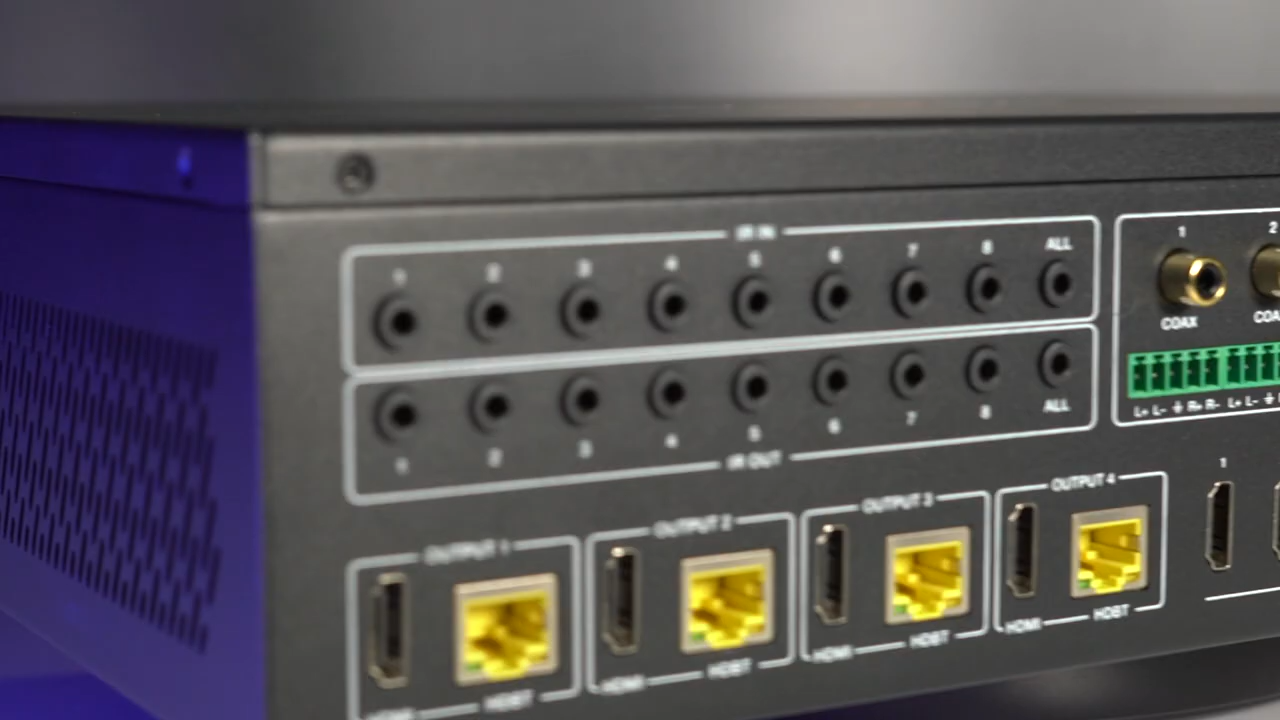 IR IN
1 2 3 4 5 6 7 8 ALL
1 2 3 4 5 6 7 8 ALL
IR OUT
1 2
COAX COA
L+ L- ⏚ R+ R- L+ L- ⏚
OUTPUT 1 OUTPUT 2 OUTPUT 3 OUTPUT 4
HDMI HDBT HDMI HDBT HDMI HDBT HDMI HDBT
1